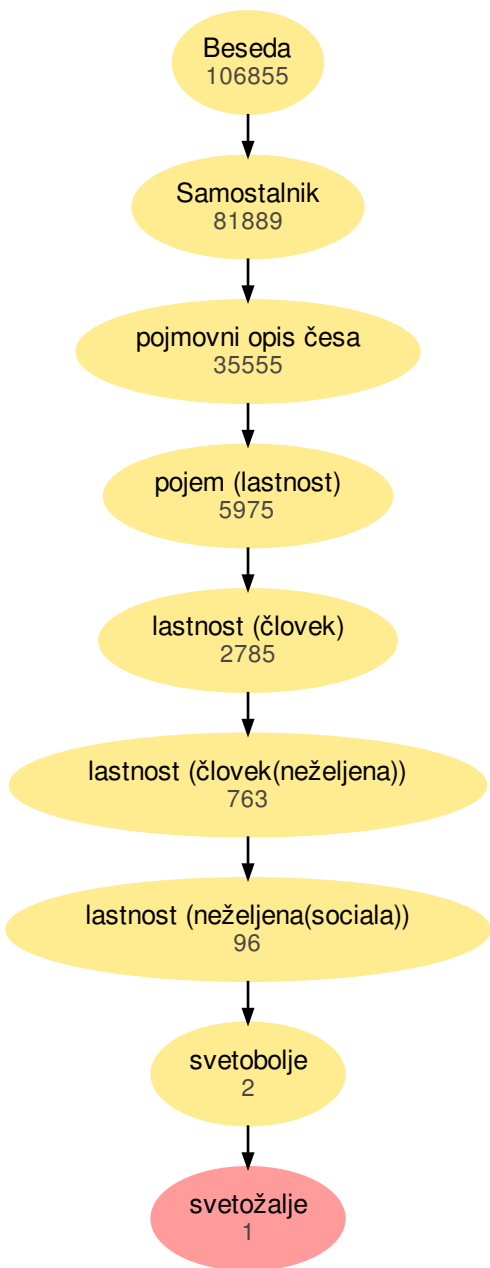 Beseda
106855
Samostalnik
81889
pojmovni opis česa
35555
pojem (lastnost)
5975
lastnost (človek)
2785
lastnost (človek(neželjena))
763
lastnost (neželjena(sociala))
96
svetobolje
2
svetožalje
1